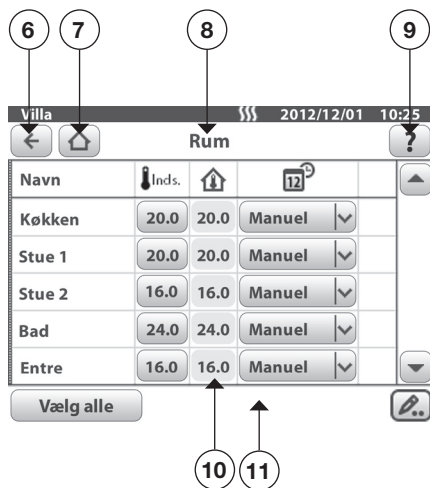 6 7 8 9
Villa 2012/12/01 10:25
Rum ?
Navn Inds. 12
Køkken 20.0 20.0 Manuel
Stue 1 20.0 20.0 Manuel
Stue 2 16.0 16.0 Manuel
Bad 24.0 24.0 Manuel
Entre 16.0 16.0 Manuel
Vælg alle
10 11